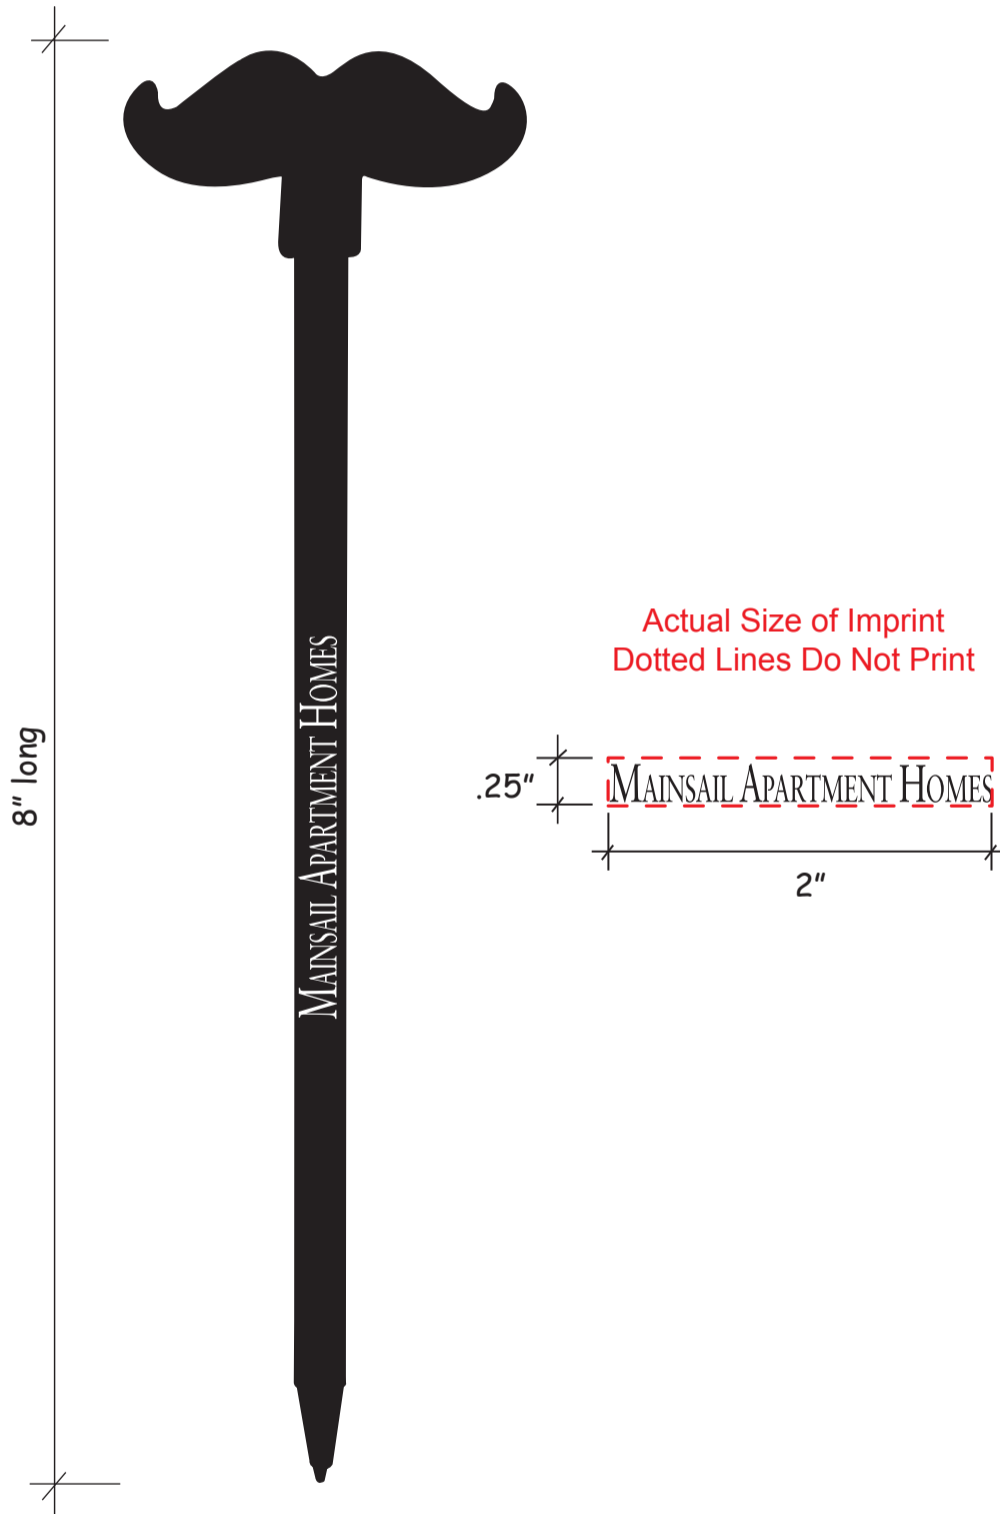 8" long
MAINSAIL APARTMENT HOMES
Actual Size of Imprint
Dotted Lines Do Not Print
.25"
MAINSAIL APARTMENT HOMES
2"